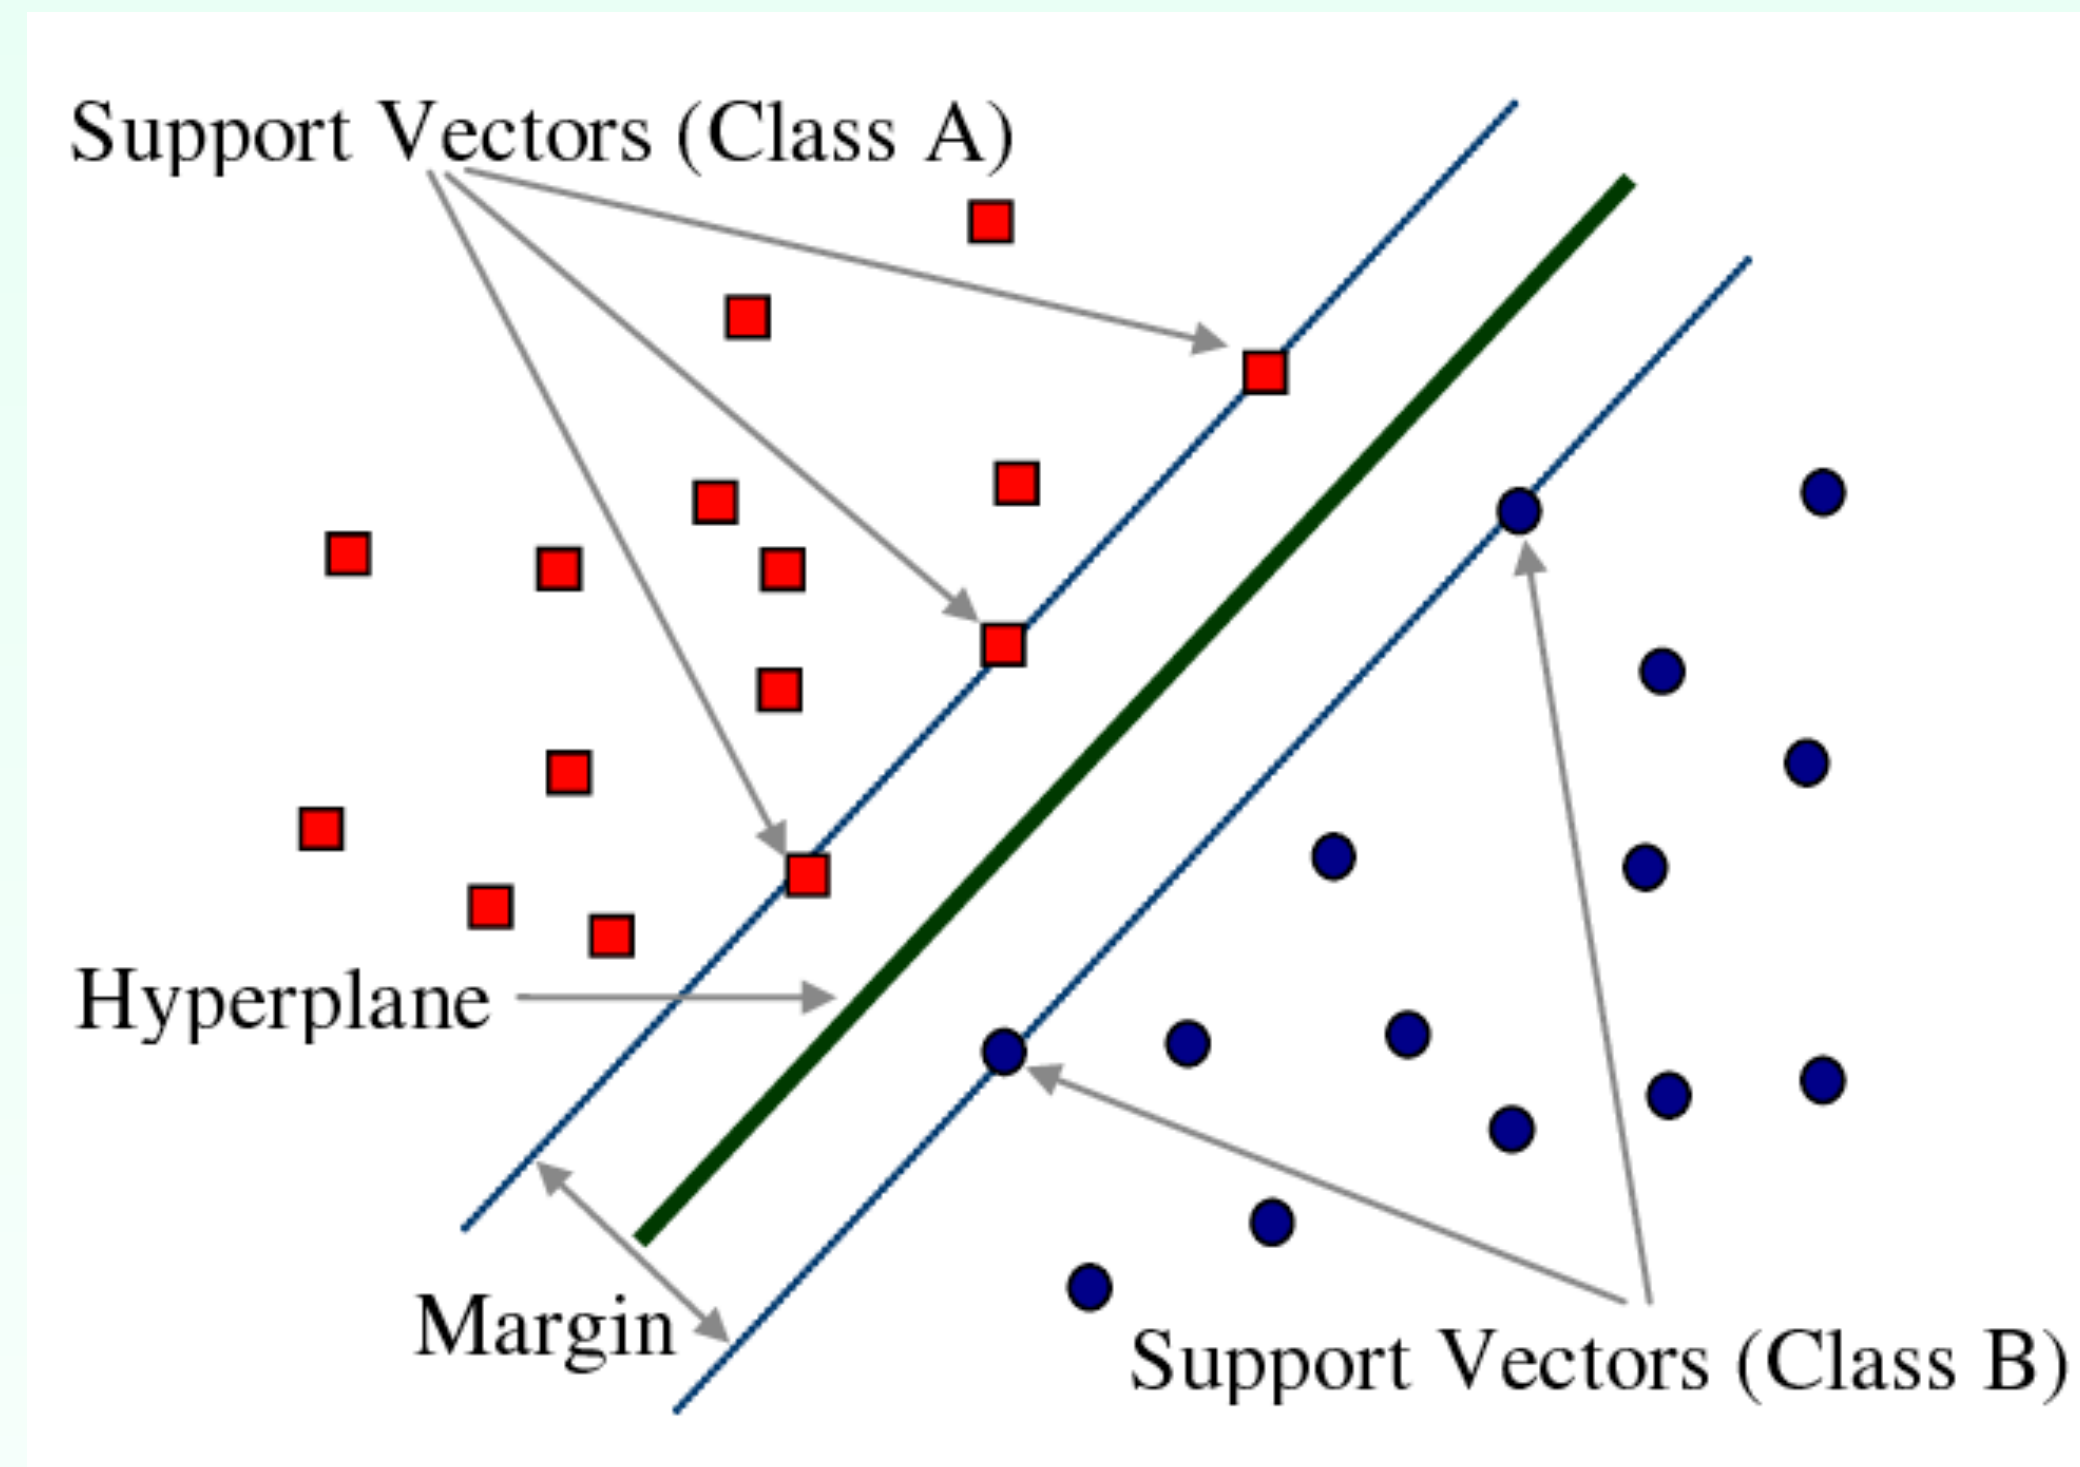 Support Vectors (Class A)
Hyperplane
Margin
Support Vectors (Class B)